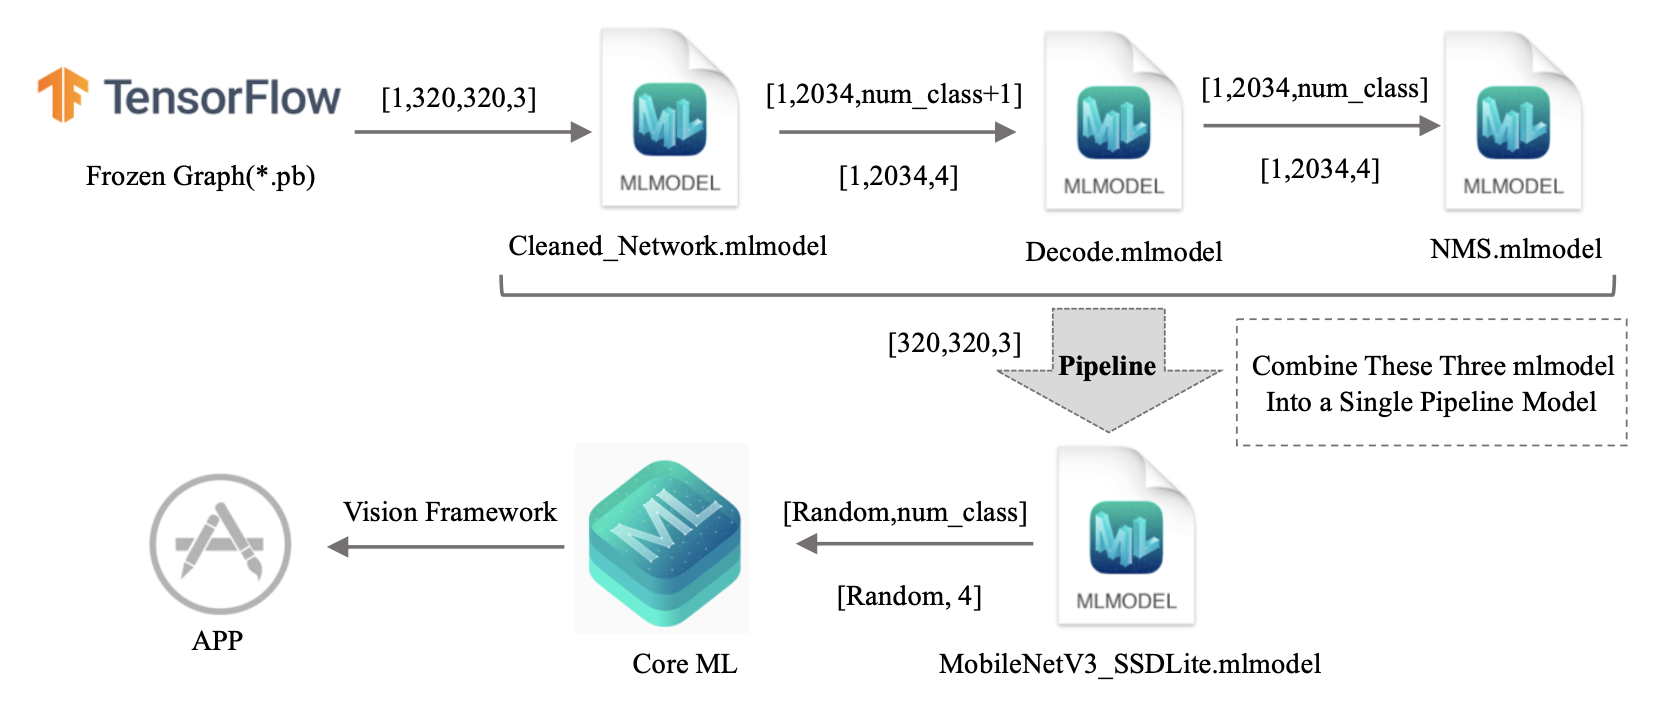 TensorFlow
Frozen Graph(*.pb)
[1,320,320,3]
ML
MLMODEL
Cleaned_Network.mlmodel
[1,2034,num_class+1]
[1,2034,4]
ML
MLMODEL
Decode.mlmodel
[1,2034,num_class]
[1,2034,4]
ML
MLMODEL
NMS.mlmodel
[320,320,3]
Pipeline
Combine These Three mlmodel
Into a Single Pipeline Model
ML
MLMODEL
MobileNetV3_SSDLite.mlmodel
[Random,num_class]
[Random, 4]
ML
Core ML
Vision Framework
APP